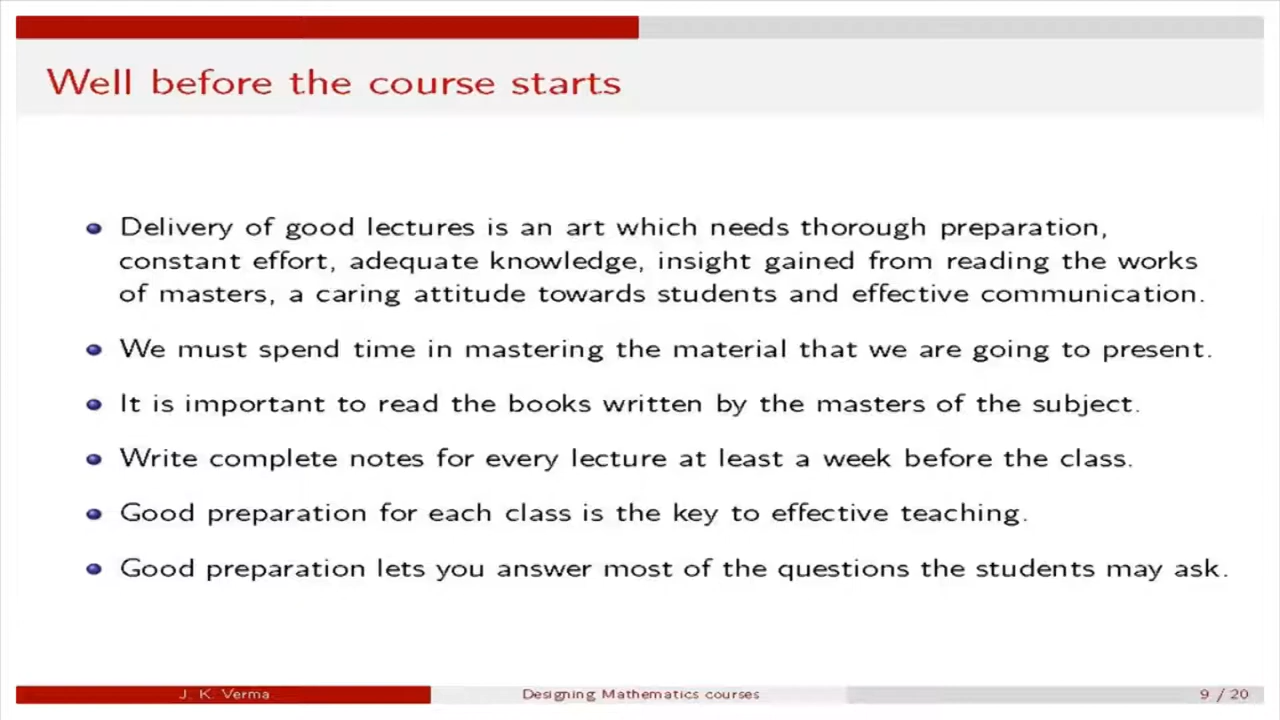 Well before the course starts
Delivery of good lectures is an art which needs thorough preparation,
constant effort, adequate knowledge, insight gained from reading the works
of masters, a caring attitude towards students and effective communication.
We must spend time in mastering the material that we are going to present.
It is important to read the books written by the masters of the subject.
Write complete notes for every lecture at least a week before the class.
Good preparation for each class is the key to effective teaching.
Good preparation lets you answer most of the questions the students may ask.
J. K. Verma
Designing Mathematics courses
9 / 20